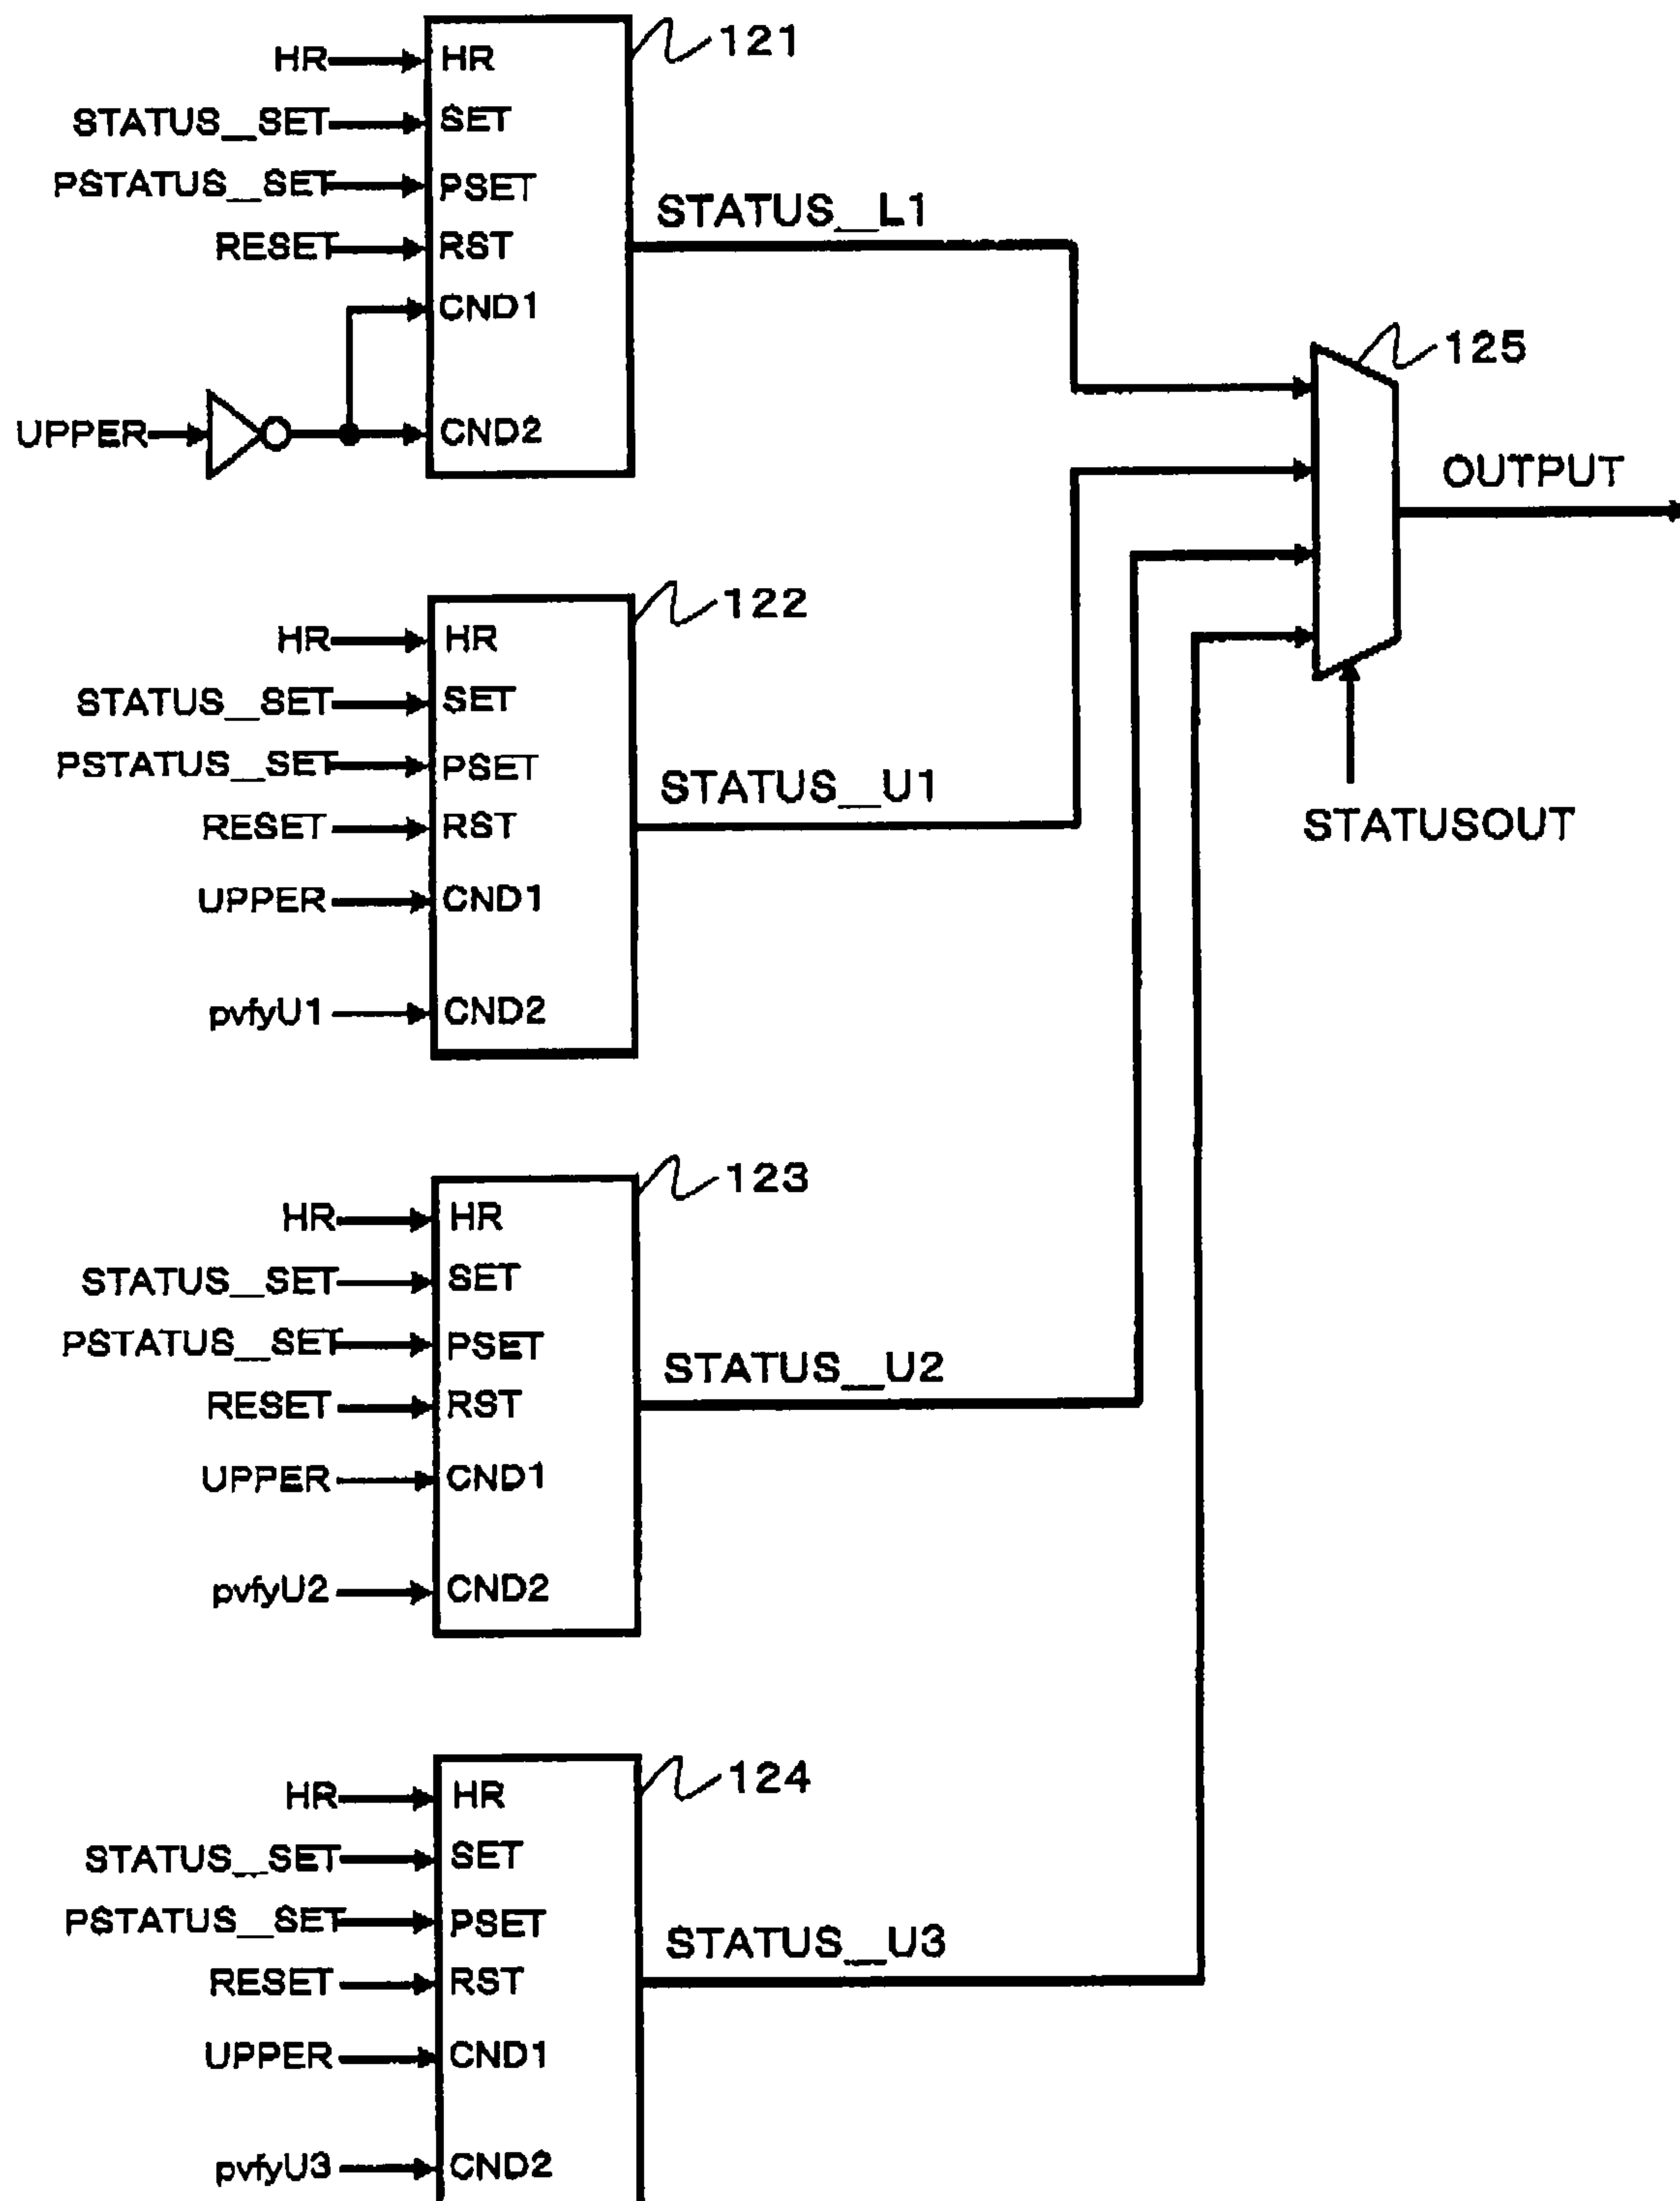 HR HR 121
STATUS_SET SET
PSTATUS_SET PSET
STATUS_L1
RESET RST
CND1
125
UPPER CND2
OUTPUT
122
HR HR
STATUS_SET SET
PSTATUS_SET PSET
STATUS_U1
RESET RST
STATUSOUT
UPPER CND1
pvfyU1 CND2
123
HR HR
STATUS_SET SET
PSTATUS_SET PSET
STATUS_U2
RESET RST
UPPER CND1
pvfyU2 CND2
124
HR HR
STATUS_SET SET
PSTATUS_SET PSET
STATUS_U3
RESET RST
UPPER CND1
pvfyU3 CND2